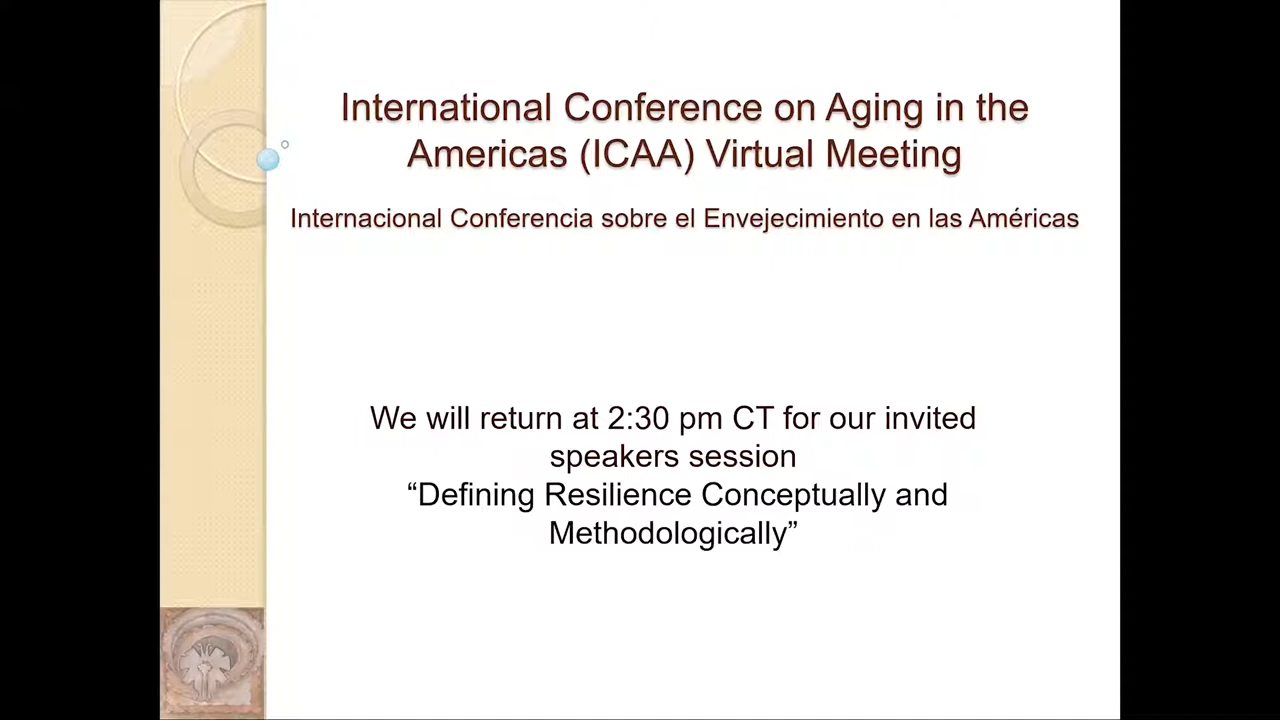 International Conference on Aging in the
Americas (ICAA) Virtual Meeting
Internacional Conferencia sobre el Envejecimiento en las Américas
We will return at 2:30 pm CT for our invited
speakers session
“Defining Resilience Conceptually and
Methodologically”